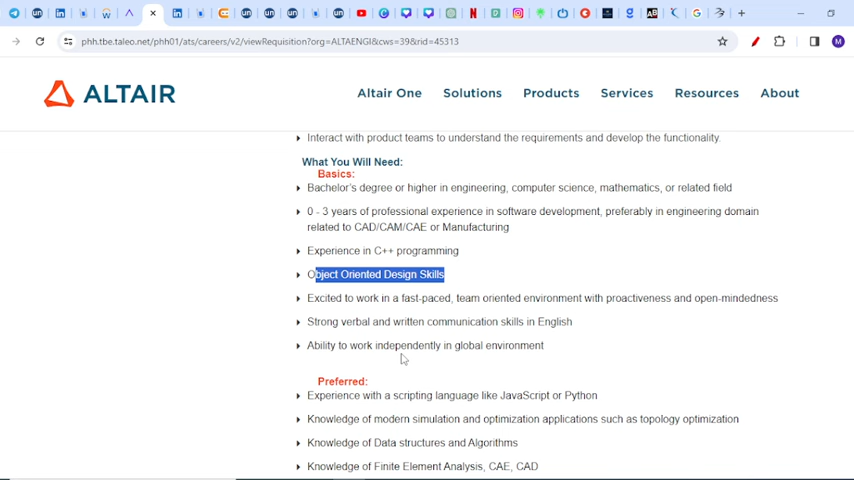 phh.tbe.taleo.net/phh01/ats/careers/v2/viewRequisition?org=ALTAENGI&cws=39&rid=45313
M
ALTAIR
Altair One Solutions Products Services Resources About
Interact with product teams to understand the requirements and develop the functionality.
What You Will Need:
Basics:
Bachelor's degree or higher in engineering, computer science, mathematics, or related field
0 - 3 years of professional experience in software development, preferably in engineering domain
related to CAD/CAM/CAE or Manufacturing
Experience in C++ programming
Object Oriented Design Skills
Excited to work in a fast-paced, team oriented environment with proactiveness and open-mindedness
Strong verbal and written communication skills in English
Ability to work independently in global environment
Preferred:
Experience with a scripting language like JavaScript or Python
Knowledge of modern simulation and optimization applications such as topology optimization
Knowledge of Data structures and Algorithms
Knowledge of Finite Element Analysis, CAE, CAD